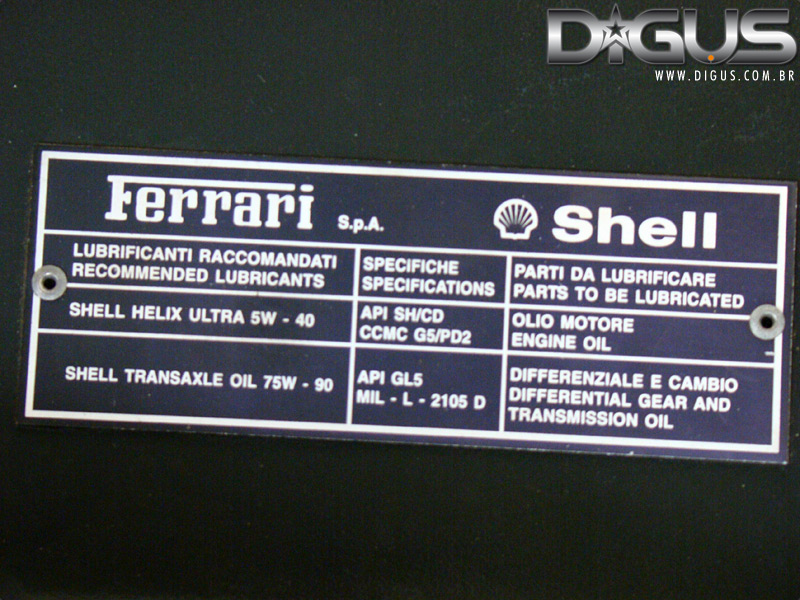 DIGUS
WWW.DIGUS.COM.BR
Ferrari S.p.A.
Shell
LUBRIFICANTI RACCOMANDATI
RECOMMENDED LUBRICANTS
SPECIFICHE
SPECIFICATIONS
PARTI DA LUBRIFICARE
PARTS TO BE LUBRICATED
SHELL HELIX ULTRA 5W - 40
API SH/CD
CCMC G5/PD2
OLIO MOTORE
ENGINE OIL
SHELL TRANSAXLE OIL 75W - 90
API GL5
MIL - L - 2105 D
DIFFERENZIALE E CAMBIO
DIFFERENTIAL GEAR AND
TRANSMISSION OIL